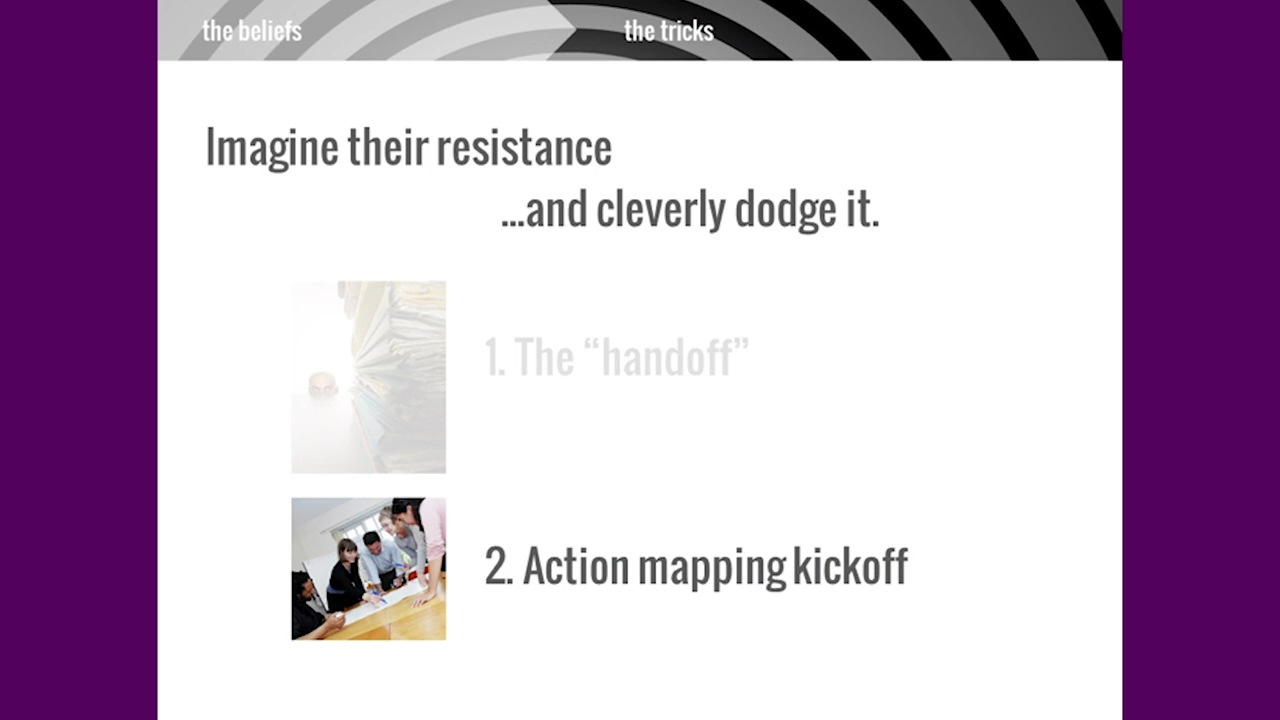 the beliefs
the tricks
Imagine their resistance
...and cleverly dodge it.
1. The “handoff”
2. Action mapping kickoff